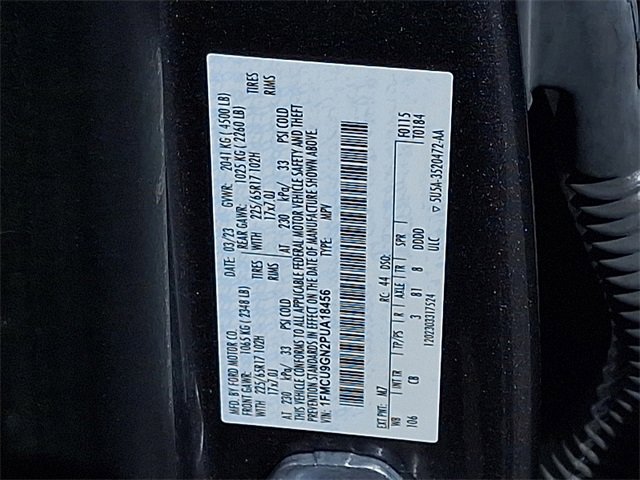 MFD. BY FORD MOTOR CO.
DATE: 03/23 GVWR: 2041 KG ( 4500 LB)
FRONT GAWR: 1065 KG ( 2348 LB) REAR GAWR: 1025 KG ( 2260 LB)
WITH 225/65R17 102H TIRES WITH 225/65R17 102H TIRES
17x7.0J RIMS 17x7.0J RIMS
AT 230 kPa/ 33 PSI COLD AT 230 kPa/ 33 PSI COLD
THIS VEHICLE CONFORMS TO ALL APPLICABLE FEDERAL MOTOR VEHICLE SAFETY AND THEFT
PREVENTION STANDARDS IN EFFECT ON THE DATE OF MANUFACTURE SHOWN ABOVE.
VIN: 1FMCU9GN2PUA18456 TYPE: MPV
F0115
T0184
EXT PNT: M7 RC: 44 DSO:
WB INT TR TP/PS R AXLE TR SPR
106 CB 3 81 8 DDDD
1202303317524 ULC ▽ 5U5A-3520472-AA